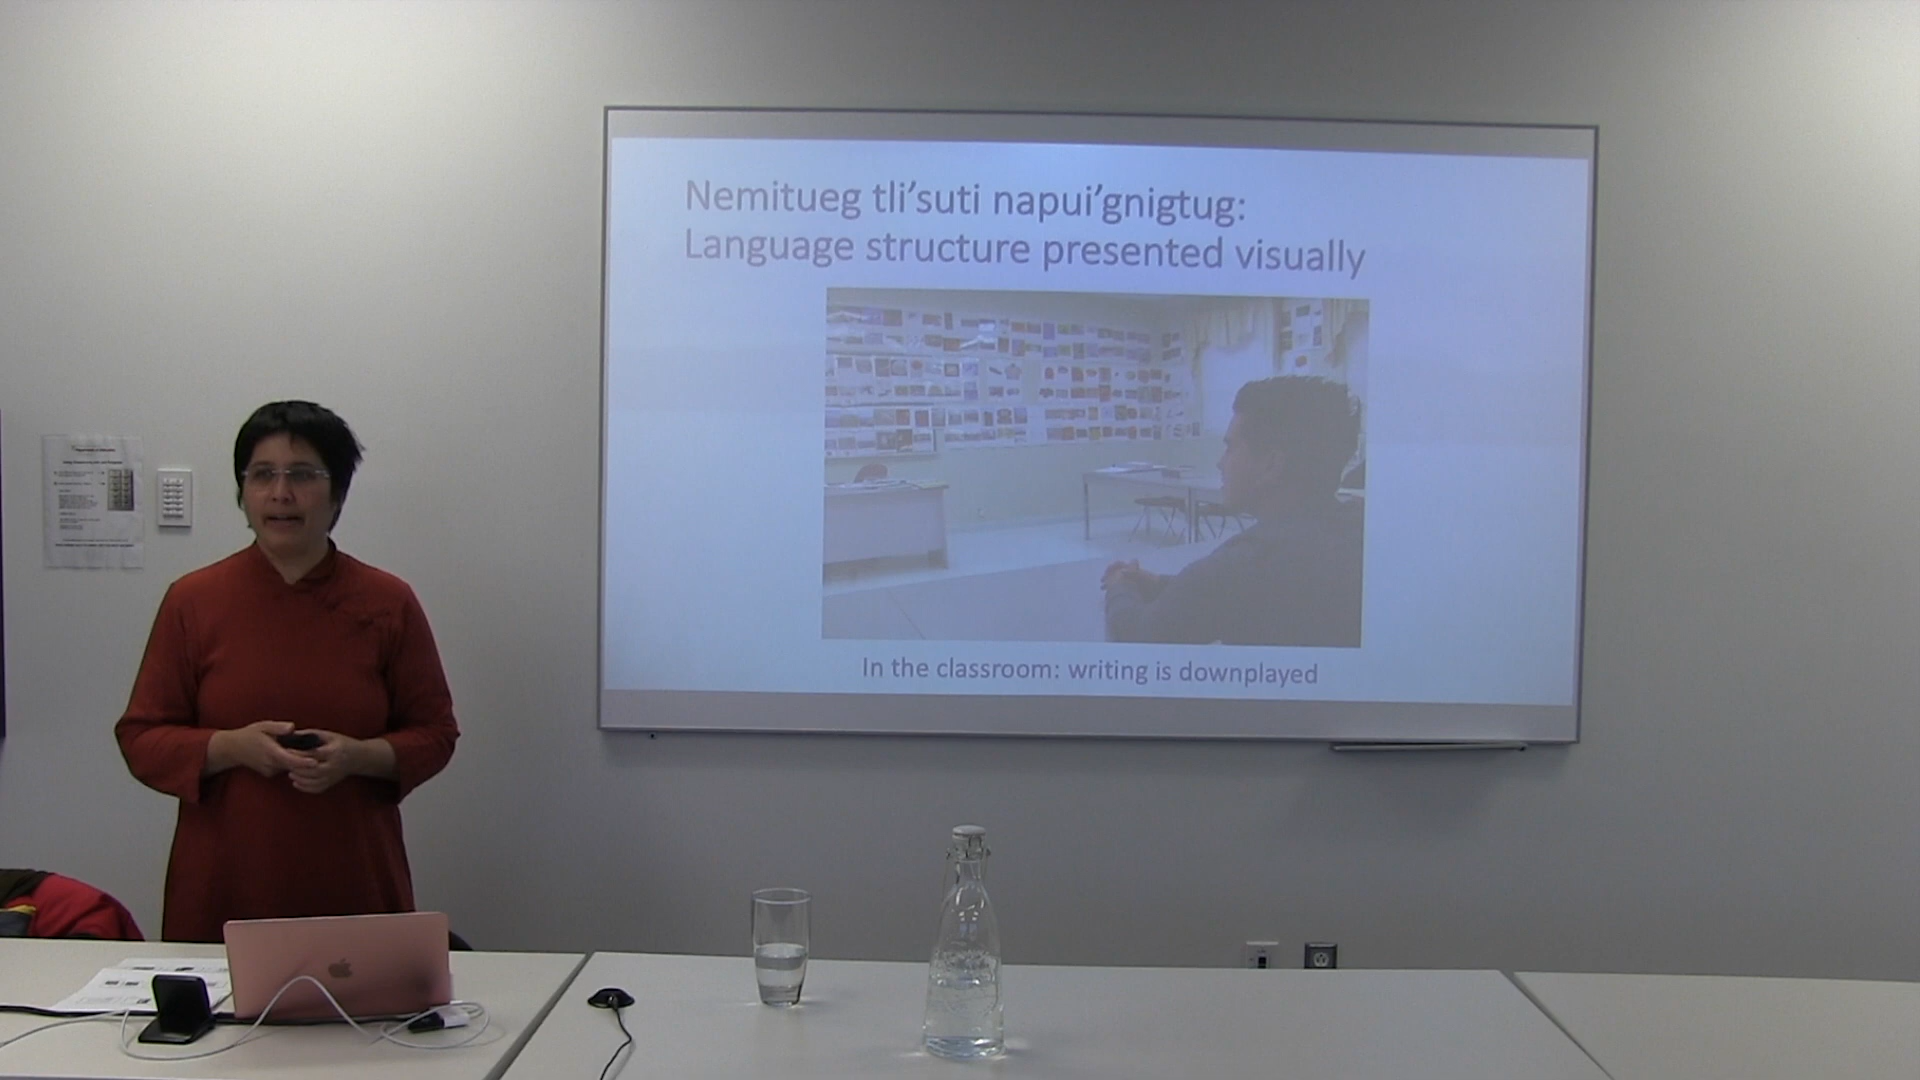 Nemitueg tli’suti napui’gnigtug:
Language structure presented visually
In the classroom: writing is downplayed